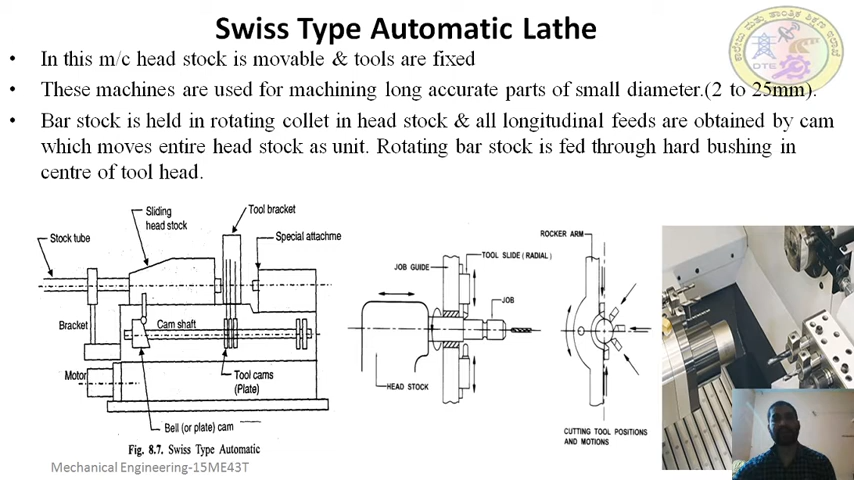 Swiss Type Automatic Lathe
• In this m/c head stock is movable & tools are fixed
• These machines are used for machining long accurate parts of small diameter.(2 to 25mm).
• Bar stock is held in rotating collet in head stock & all longitudinal feeds are obtained by cam
which moves entire head stock as unit. Rotating bar stock is fed through hard bushing in
centre of tool head.
DTE
Stock tube
Sliding
head stock
Tool bracket
Special attachme
Bracket
Cam shaft
Motor
Tool cams
(Plate)
Bell (or plate) cam
Fig. 8.7. Swiss Type Automatic
JOB GUIDE
TOOL SLIDE (RADIAL)
JOB
HEAD STOCK
ROCKER ARM
CUTTING TOOL POSITIONS
AND MOTIONS
Mechanical Engineering-15ME43T